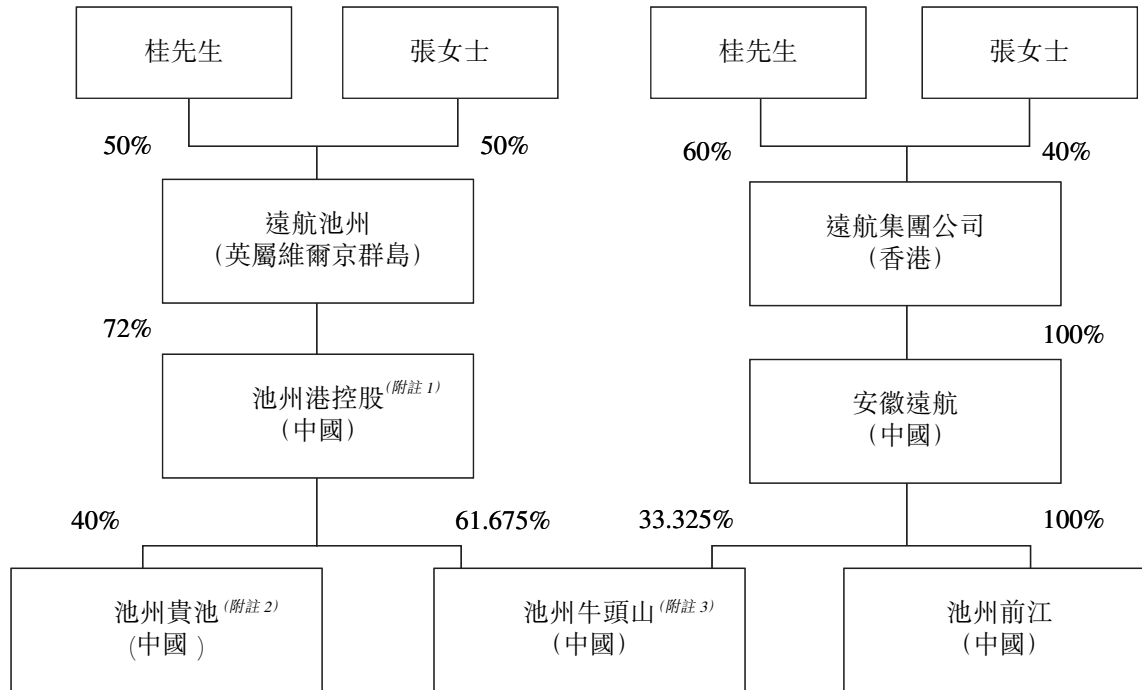 桂先生
張女士
桂先生
張女士
50%
50%
60%
40%
遠航池州
（英屬維爾京群島）
遠航集團公司
（香港）
72%
100%
池州港控股(附註 1)
（中國）
安徽遠航
（中國）
40%
61.675%
33.325%
100%
池州貴池(附註 2)
(中國)
池州牛頭山(附註 3)
（中國）
池州前江
（中國）